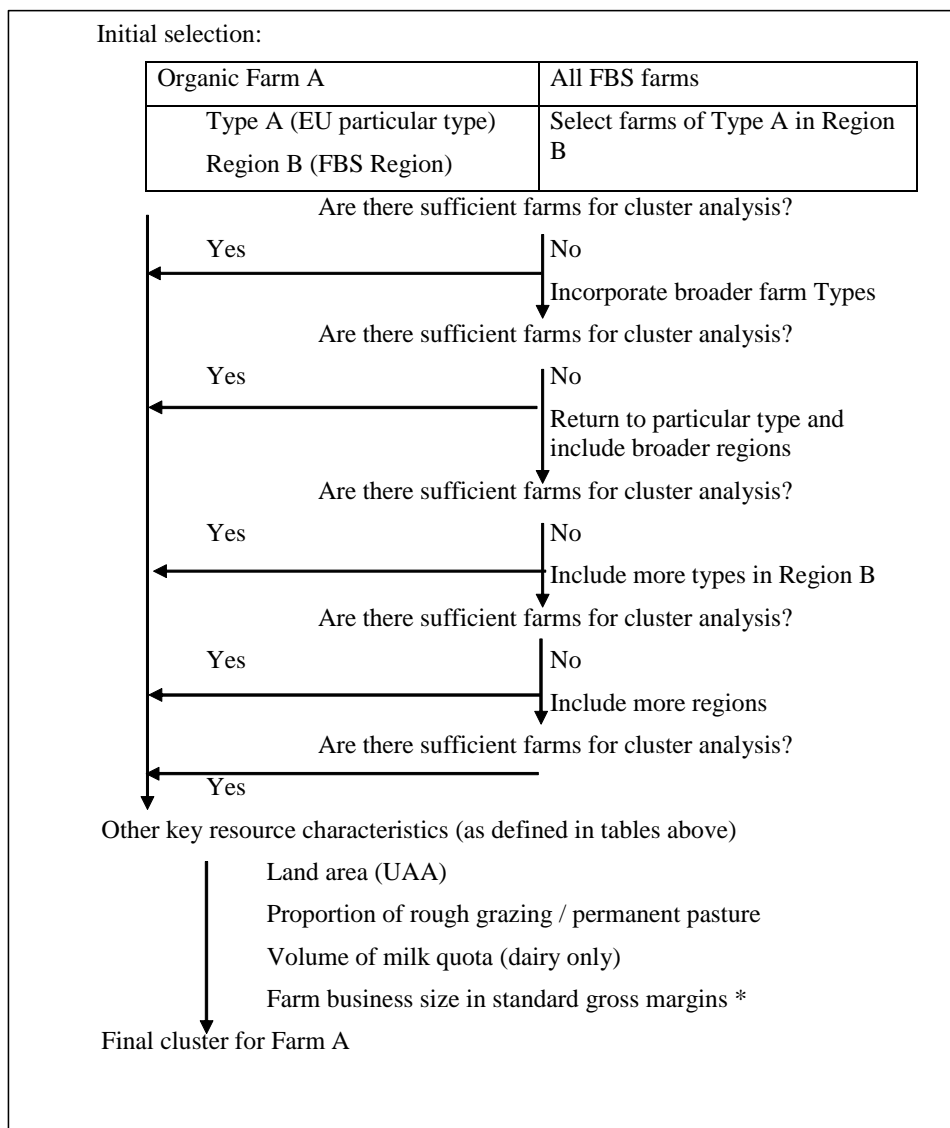 Initial selection:
Organic Farm A
All FBS farms
Type A (EU particular type)
Region B (FBS Region)
Select farms of Type A in Region
B
Are there sufficient farms for cluster analysis?
Yes
No
Incorporate broader farm Types
Are there sufficient farms for cluster analysis?
Yes
No
Return to particular type and
include broader regions
Are there sufficient farms for cluster analysis?
Yes
No
Include more types in Region B
Are there sufficient farms for cluster analysis?
Yes
No
Include more regions
Are there sufficient farms for cluster analysis?
Yes
Other key resource characteristics (as defined in tables above)
Land area (UAA)
Proportion of rough grazing / permanent pasture
Volume of milk quota (dairy only)
Farm business size in standard gross margins *
Final cluster for Farm A